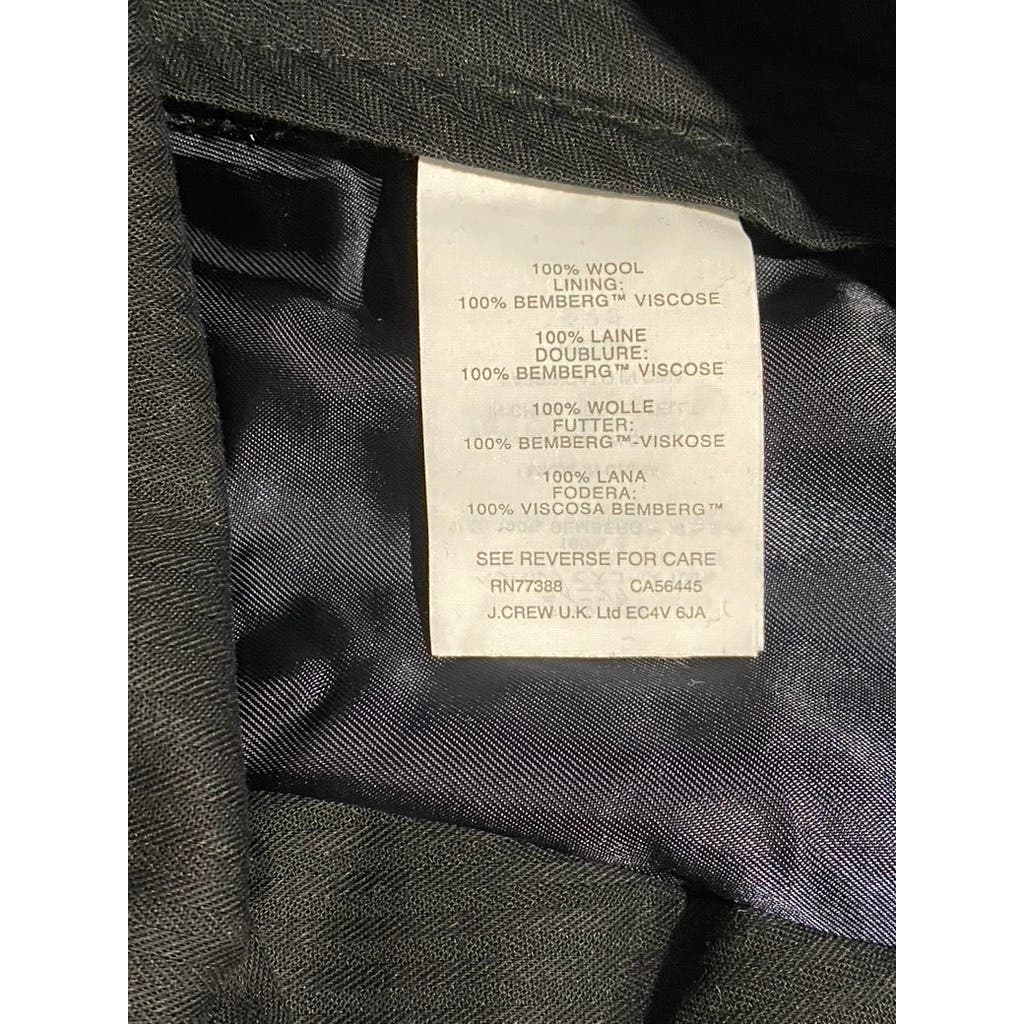 100% WOOL
LINING:
100% BEMBERG™ VISCOSE
100% LAINE
DOUBLURE:
100% BEMBERG™ VISCOSE
100% WOLLE
FUTTER:
100% BEMBERG™-VISKOSE
100% LANA
FODERA:
100% VISCOSA BEMBERG™
SEE REVERSE FOR CARE
RN77388 CA56445
J.CREW U.K. Ltd EC4V 6JA